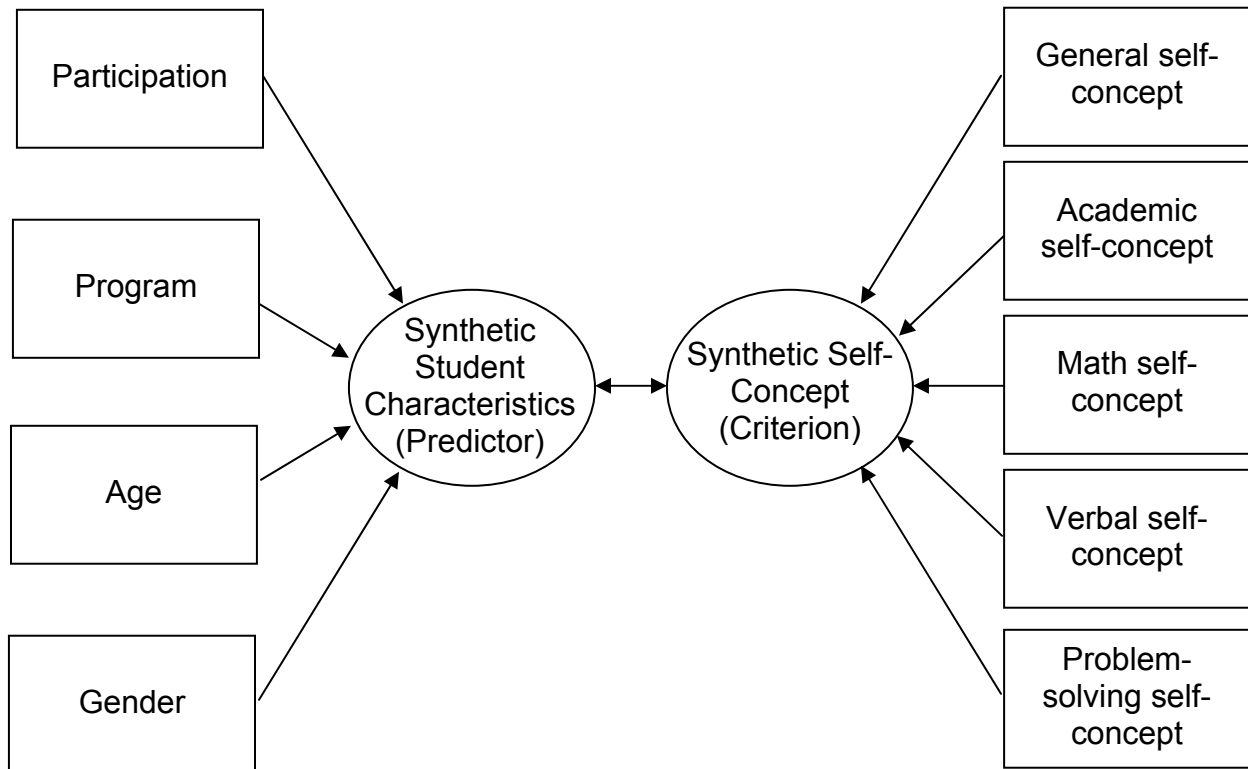 Participation
Program
Age
Gender
Synthetic
Student
Characteristics
(Predictor)
Synthetic Self-
Concept
(Criterion)
General self-
concept
Academic
self-concept
Math self-
concept
Verbal self-
concept
Problem-
solving self-
concept